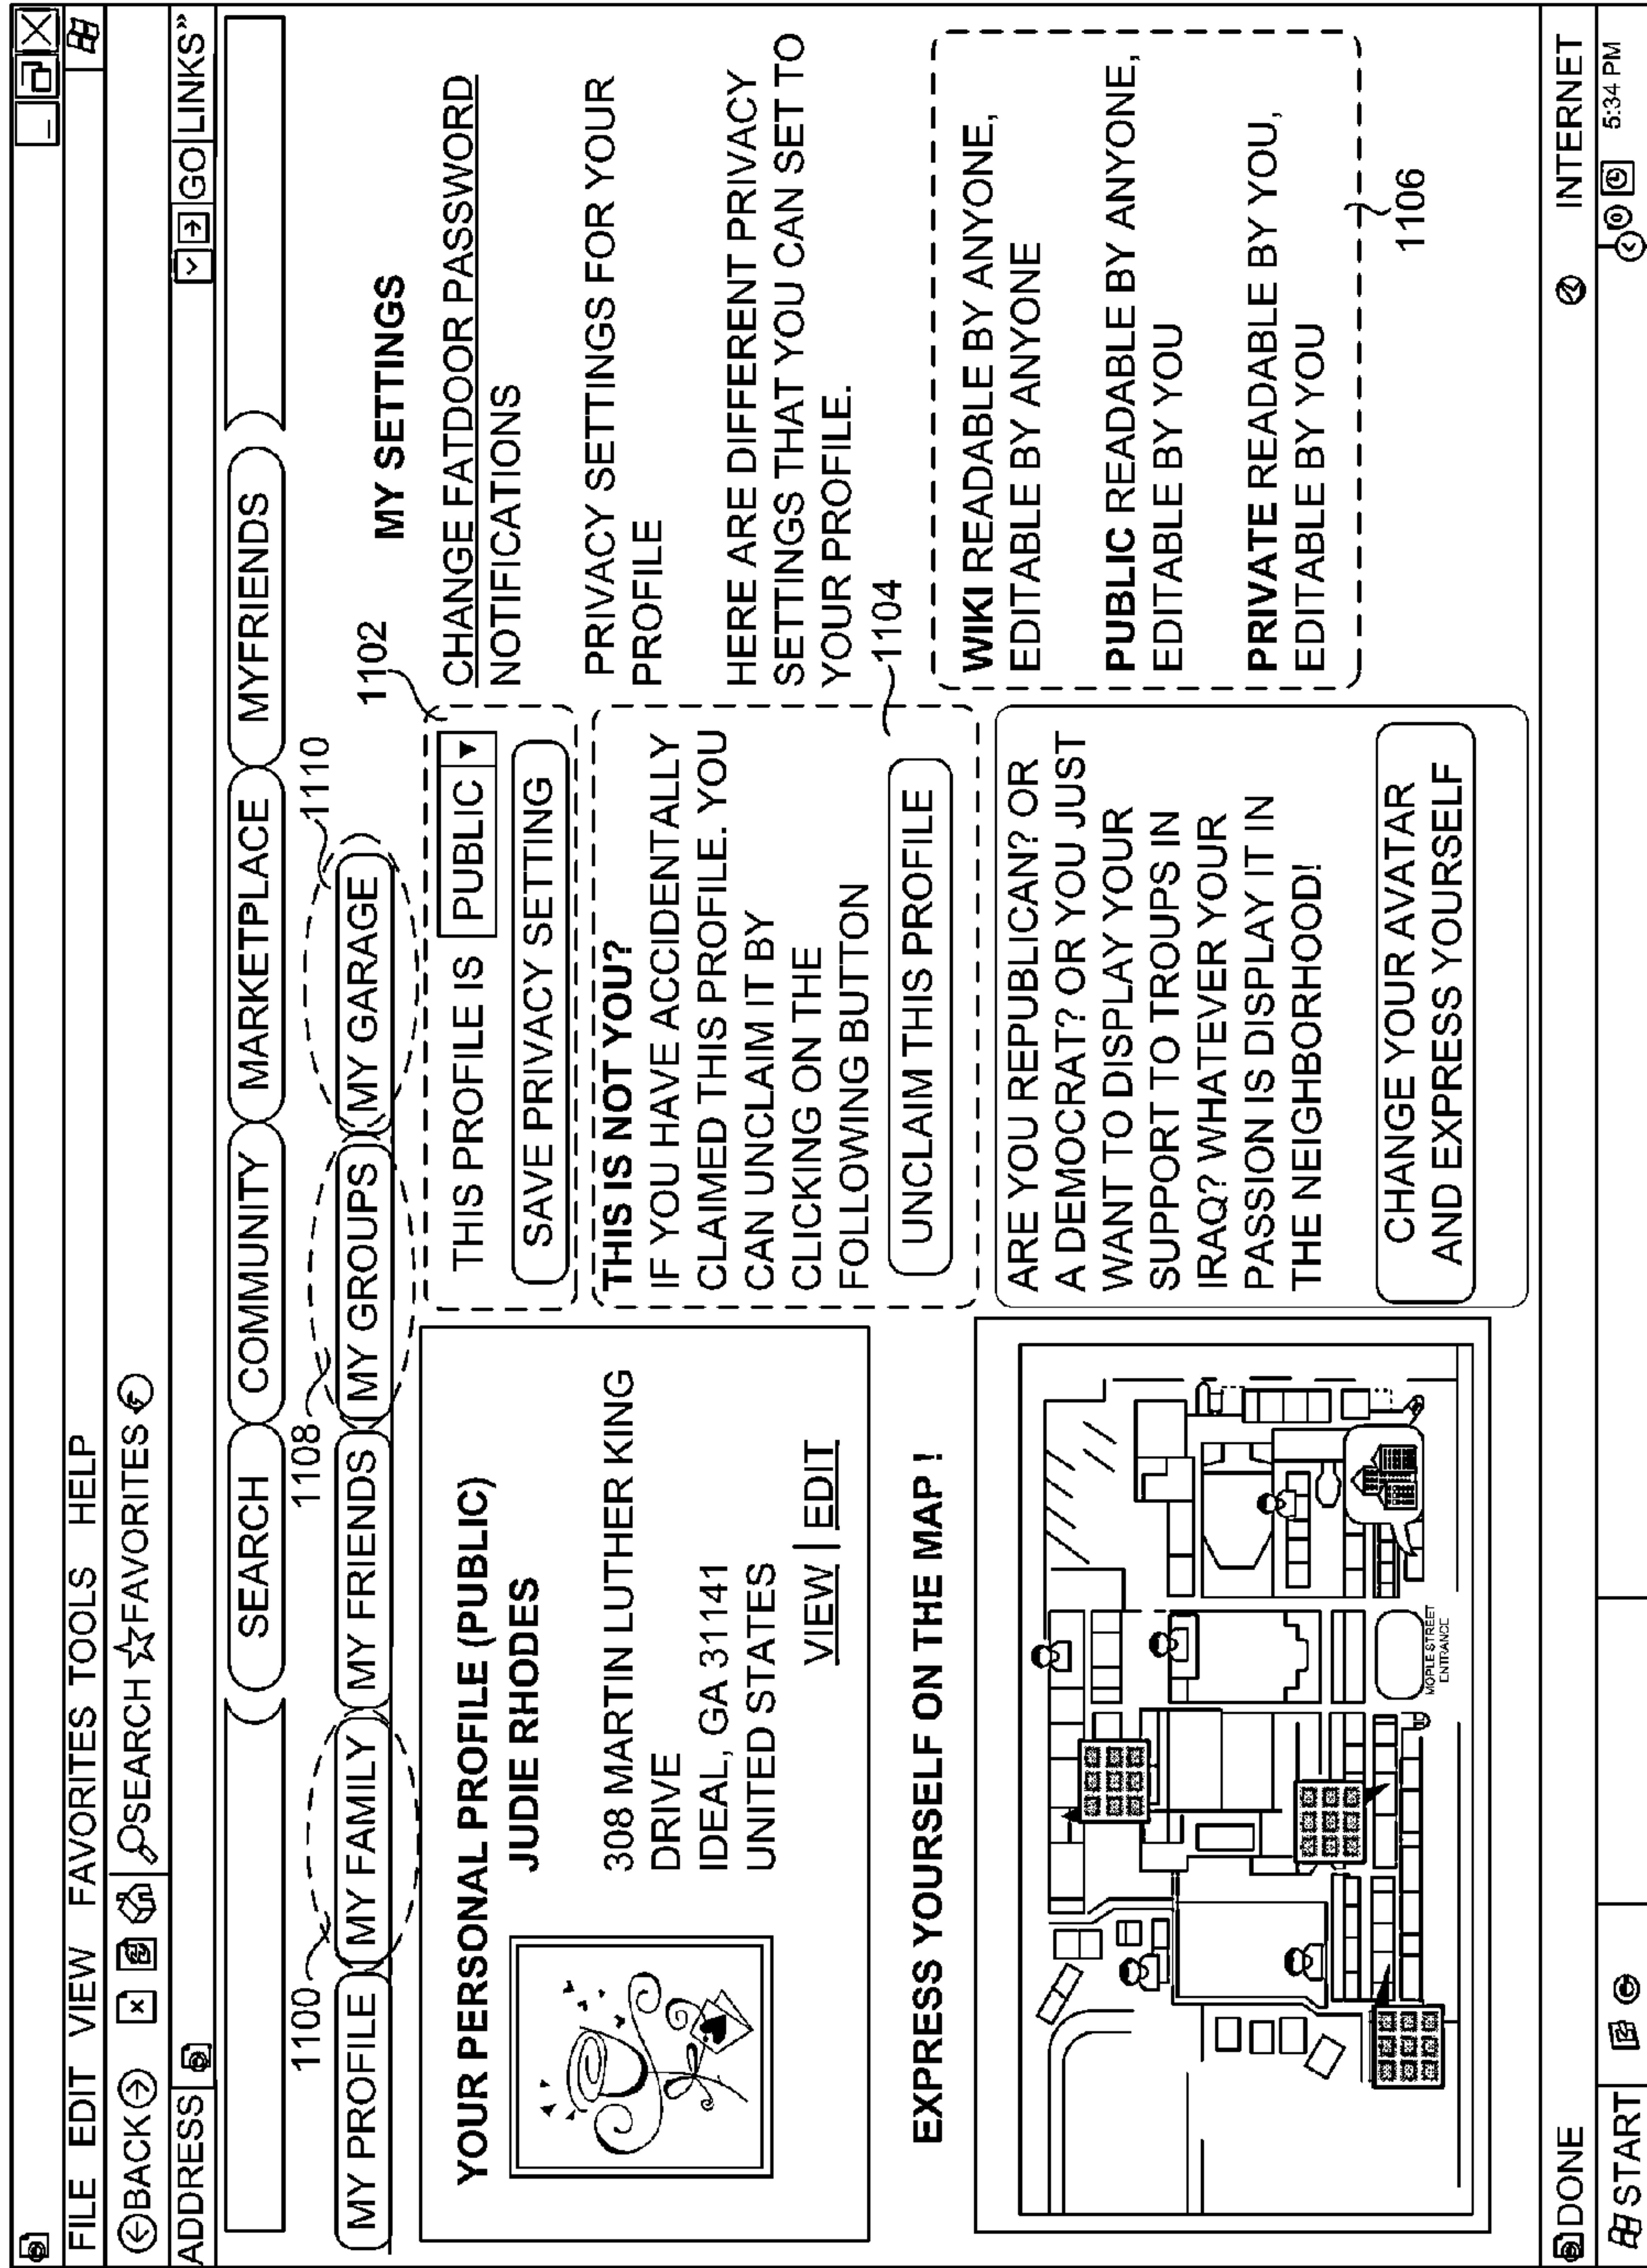 FILE EDIT VIEW FAVORITES TOOLS HELP
BACK SEARCH FAVORITES
ADDRESS GO LINKS»
SEARCH COMMUNITY MARKETPLACE MYFRIENDS
1100 1108 1110
MY PROFILE MY FAMILY MY FRIENDS MY GROUPS MY GARAGE
YOUR PERSONAL PROFILE (PUBLIC)
JUDIE RHODES
308 MARTIN LUTHER KING
DRIVE
IDEAL, GA 31141
UNITED STATES
VIEW | EDIT
EXPRESS YOURSELF ON THE MAP !
MOPLE STREET
ENTRANCE
1102
THIS PROFILE IS PUBLIC
SAVE PRIVACY SETTING
THIS IS NOT YOU?
IF YOU HAVE ACCIDENTALLY
CLAIMED THIS PROFILE. YOU
CAN UNCLAIM IT BY
CLICKING ON THE
FOLLOWING BUTTON
UNCLAIM THIS PROFILE
1104
ARE YOU REPUBLICAN? OR
A DEMOCRAT? OR YOU JUST
WANT TO DISPLAY YOUR
SUPPORT TO TROUPS IN
IRAQ? WHATEVER YOUR
PASSION IS DISPLAY IT IN
THE NEIGHBORHOOD!
CHANGE YOUR AVATAR
AND EXPRESS YOURSELF
MY SETTINGS
CHANGE FATDOOR PASSWORD
NOTIFICATIONS
PRIVACY SETTINGS FOR YOUR
PROFILE
HERE ARE DIFFERENT PRIVACY
SETTINGS THAT YOU CAN SET TO
YOUR PROFILE.
WIKI READABLE BY ANYONE,
EDITABLE BY ANYONE
PUBLIC READABLE BY ANYONE,
EDITABLE BY YOU
PRIVATE READABLE BY YOU,
EDITABLE BY YOU
1106
DONE INTERNET
START 5:34 PM